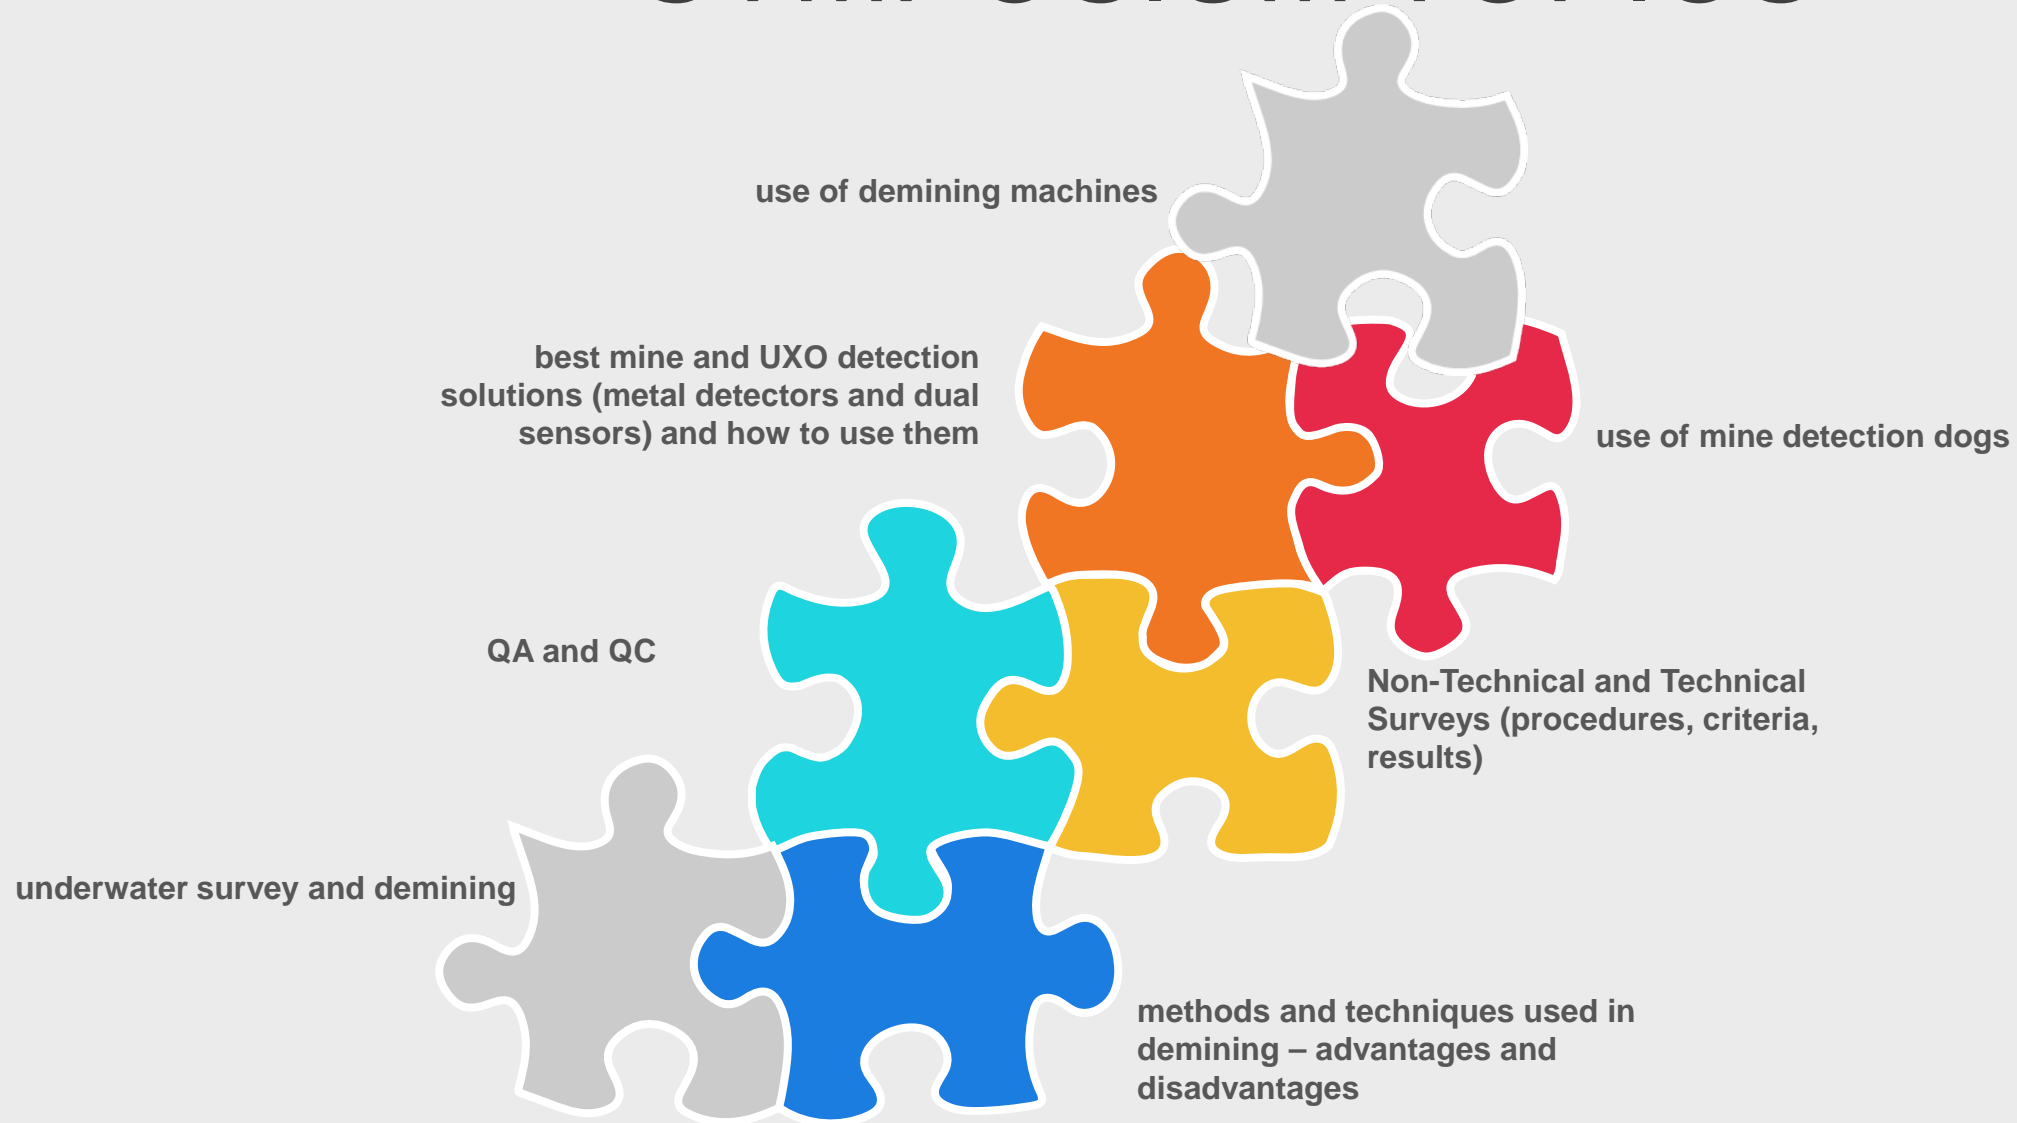 use of demining machines
best mine and UXO detection
solutions (metal detectors and dual
sensors) and how to use them
use of mine detection dogs
QA and QC
Non-Technical and Technical
Surveys (procedures, criteria,
results)
underwater survey and demining
methods and techniques used in
demining – advantages and
disadvantages